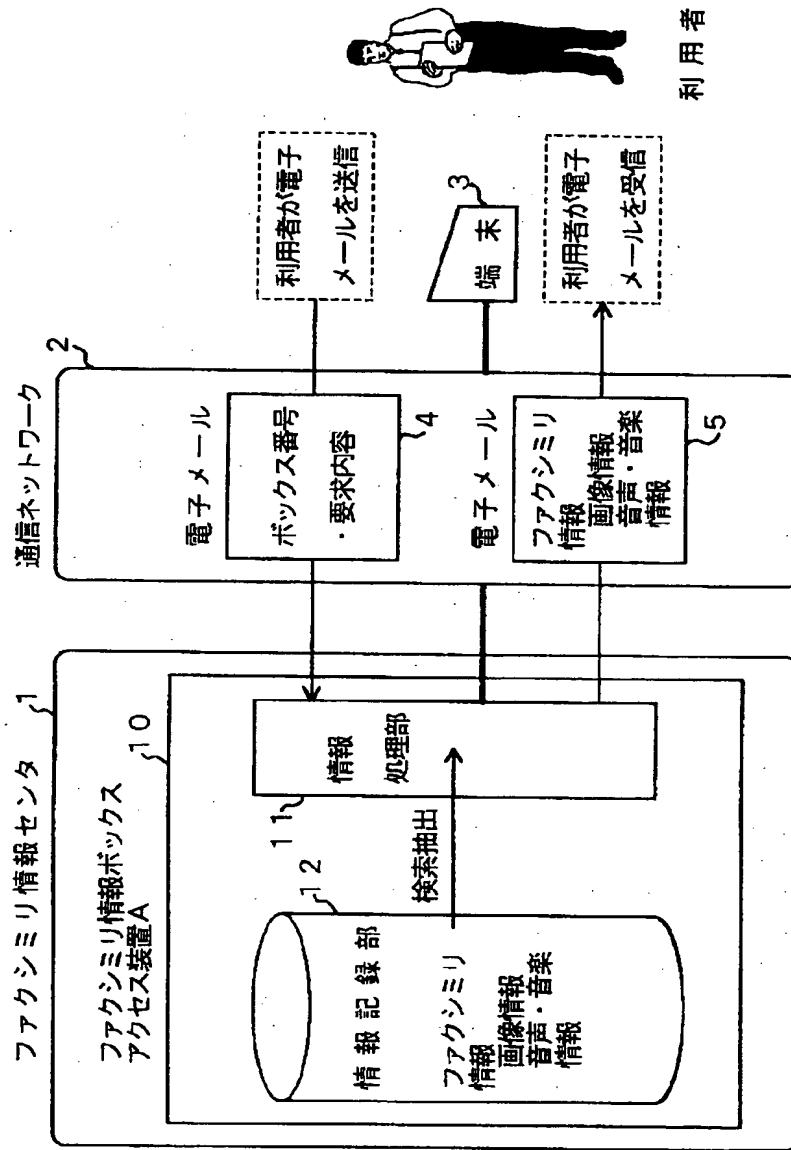 ファクシミリ情報センタ
1
ファクシミリ情報ボックス
アクセス装置A
10
12
情報記録部
ファクシミリ
情報
画像情報
音声・音楽
情報
検索抽出
11
情報
処理部
通信ネットワーク
2
電子メール
ボックス番号
・要求内容
4
電子メール
ファクシミリ
情報
画像情報
音声・音楽
情報
5
利用者が電子
メールを送信
端末
3
利用者が電子
メールを受信
利用者